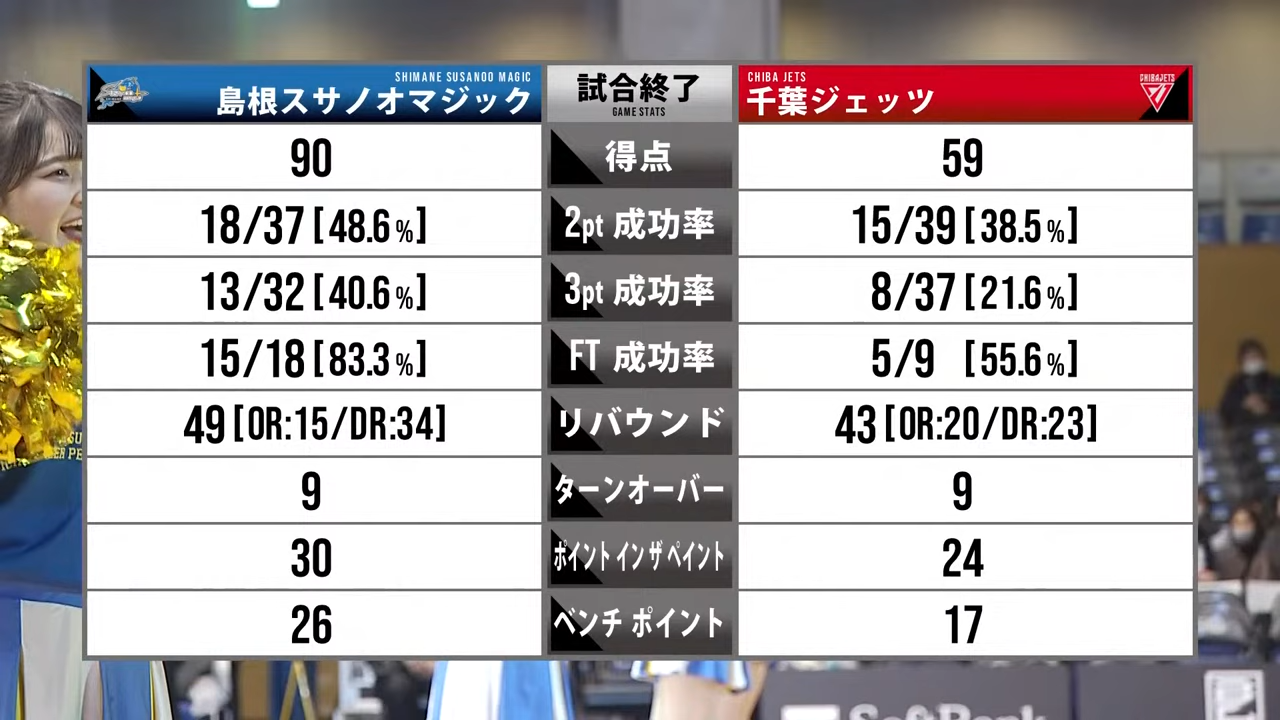 SHIMANE SUSANOO MAGIC
島根スサノオマジック
試合終了
GAME STATS
CHIBA JETS
千葉ジェッツ
CHIBAJETS
90 得点 59
18/37 [48.6%] 2pt 成功率 15/39 [38.5%]
13/32 [40.6%] 3pt 成功率 8/37 [21.6%]
15/18 [83.3%] FT 成功率 5/9 [55.6%]
49 [OR:15/DR:34] リバウンド 43 [OR:20/DR:23]
9 ターンオーバー 9
30 ポイント イン ザ ペイント 24
26 ベンチ ポイント 17
SoftBank